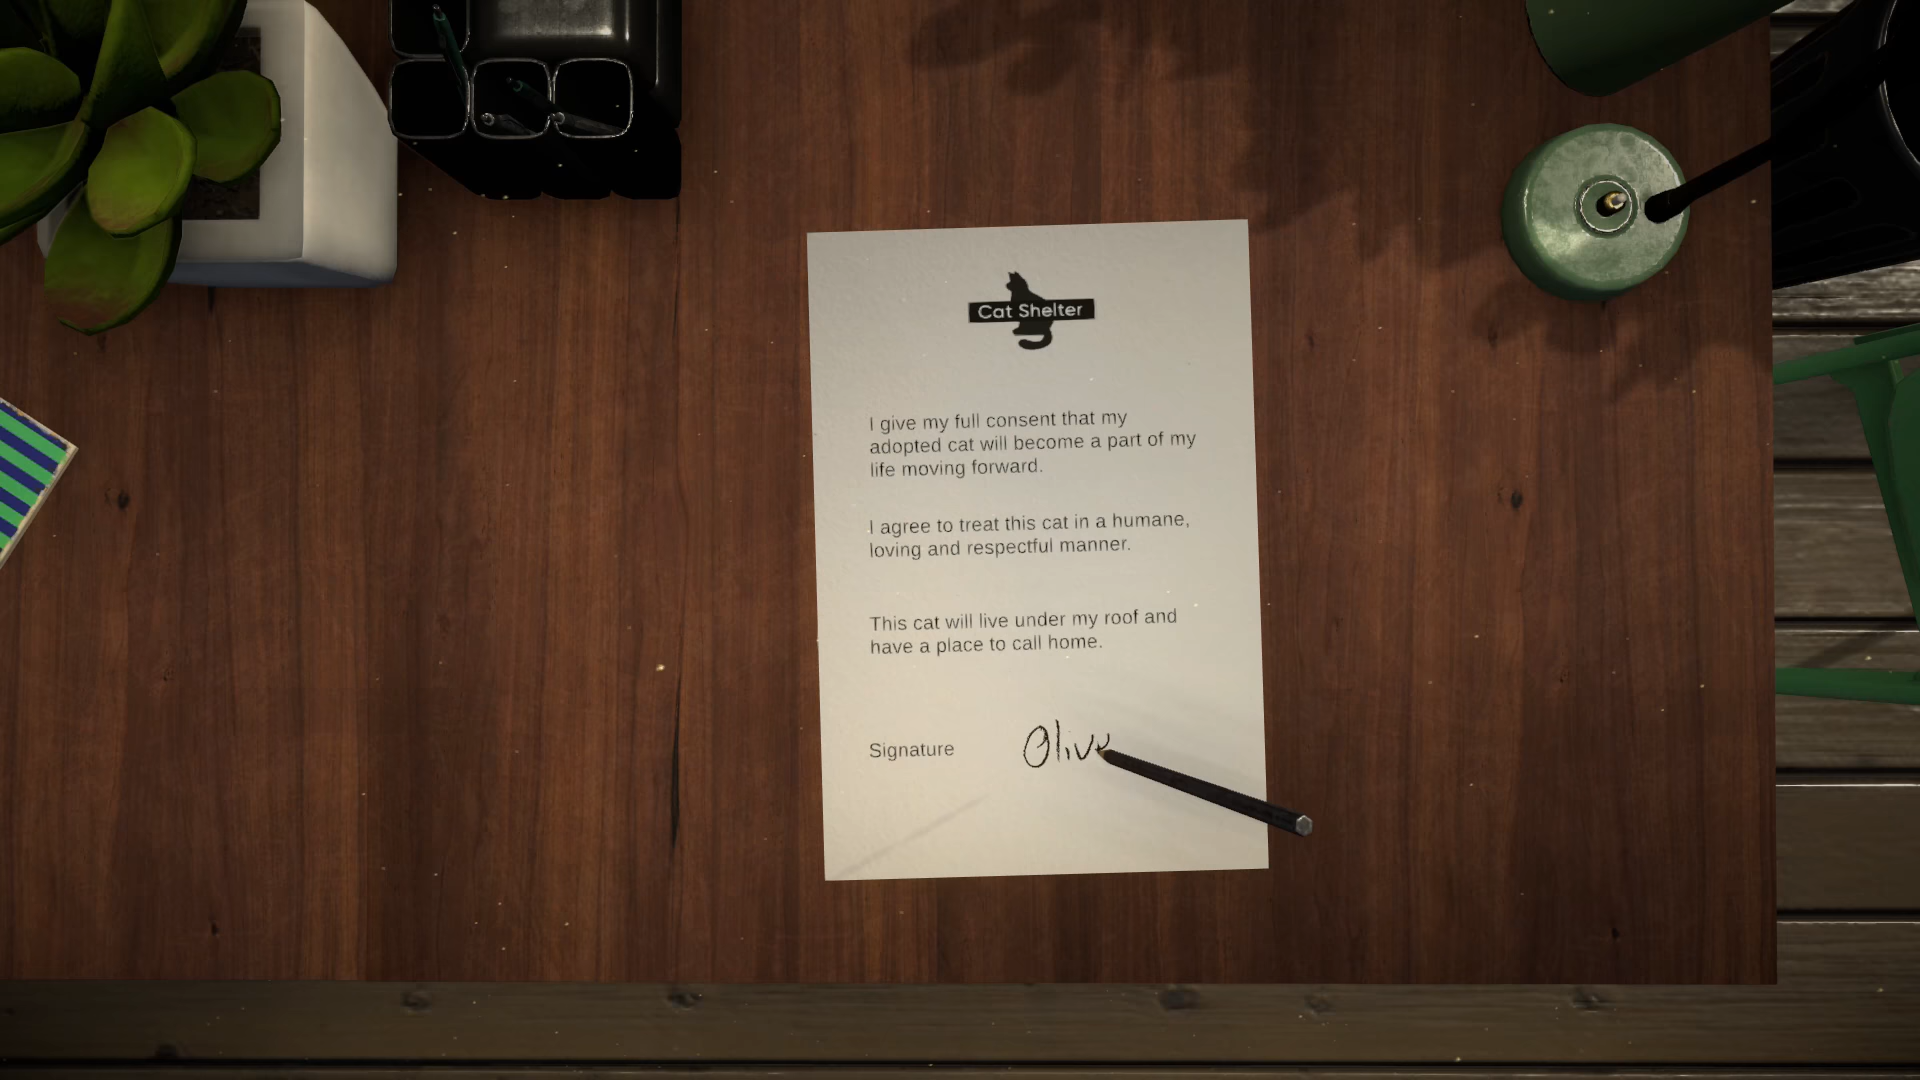 Cat Shelter
I give my full consent that my
adopted cat will become a part of my
life moving forward.
I agree to treat this cat in a humane,
loving and respectful manner.
This cat will live under my roof and
have a place to call home.
Signature Olive